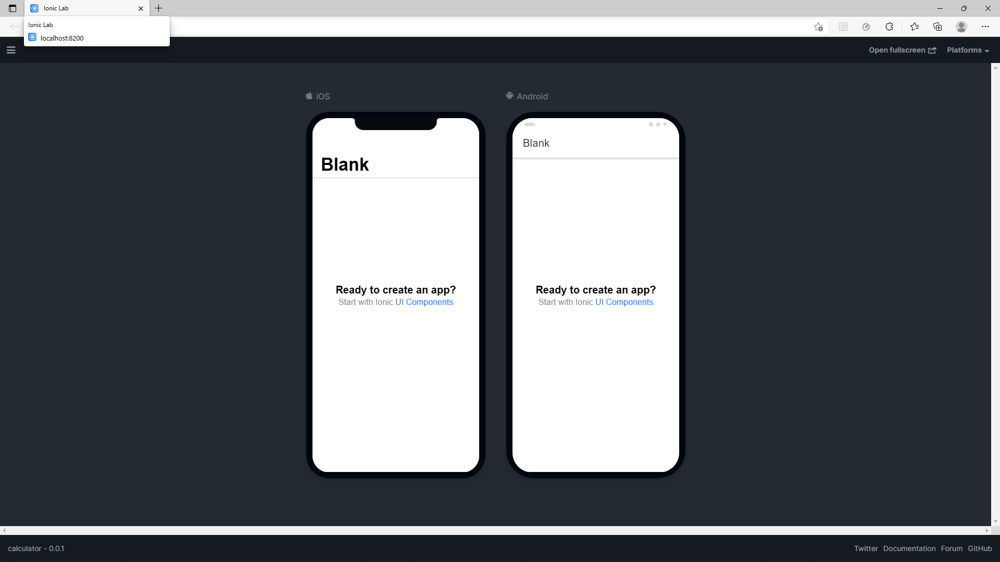 Ionic Lab
Ionic Lab
localhost:8200
Open fullscreen
Platforms
iOS
Android
Blank
Blank
Ready to create an app?
Start with Ionic UI Components
Ready to create an app?
Start with Ionic UI Components
calculator - 0.0.1
Twitter Documentation Forum GitHub